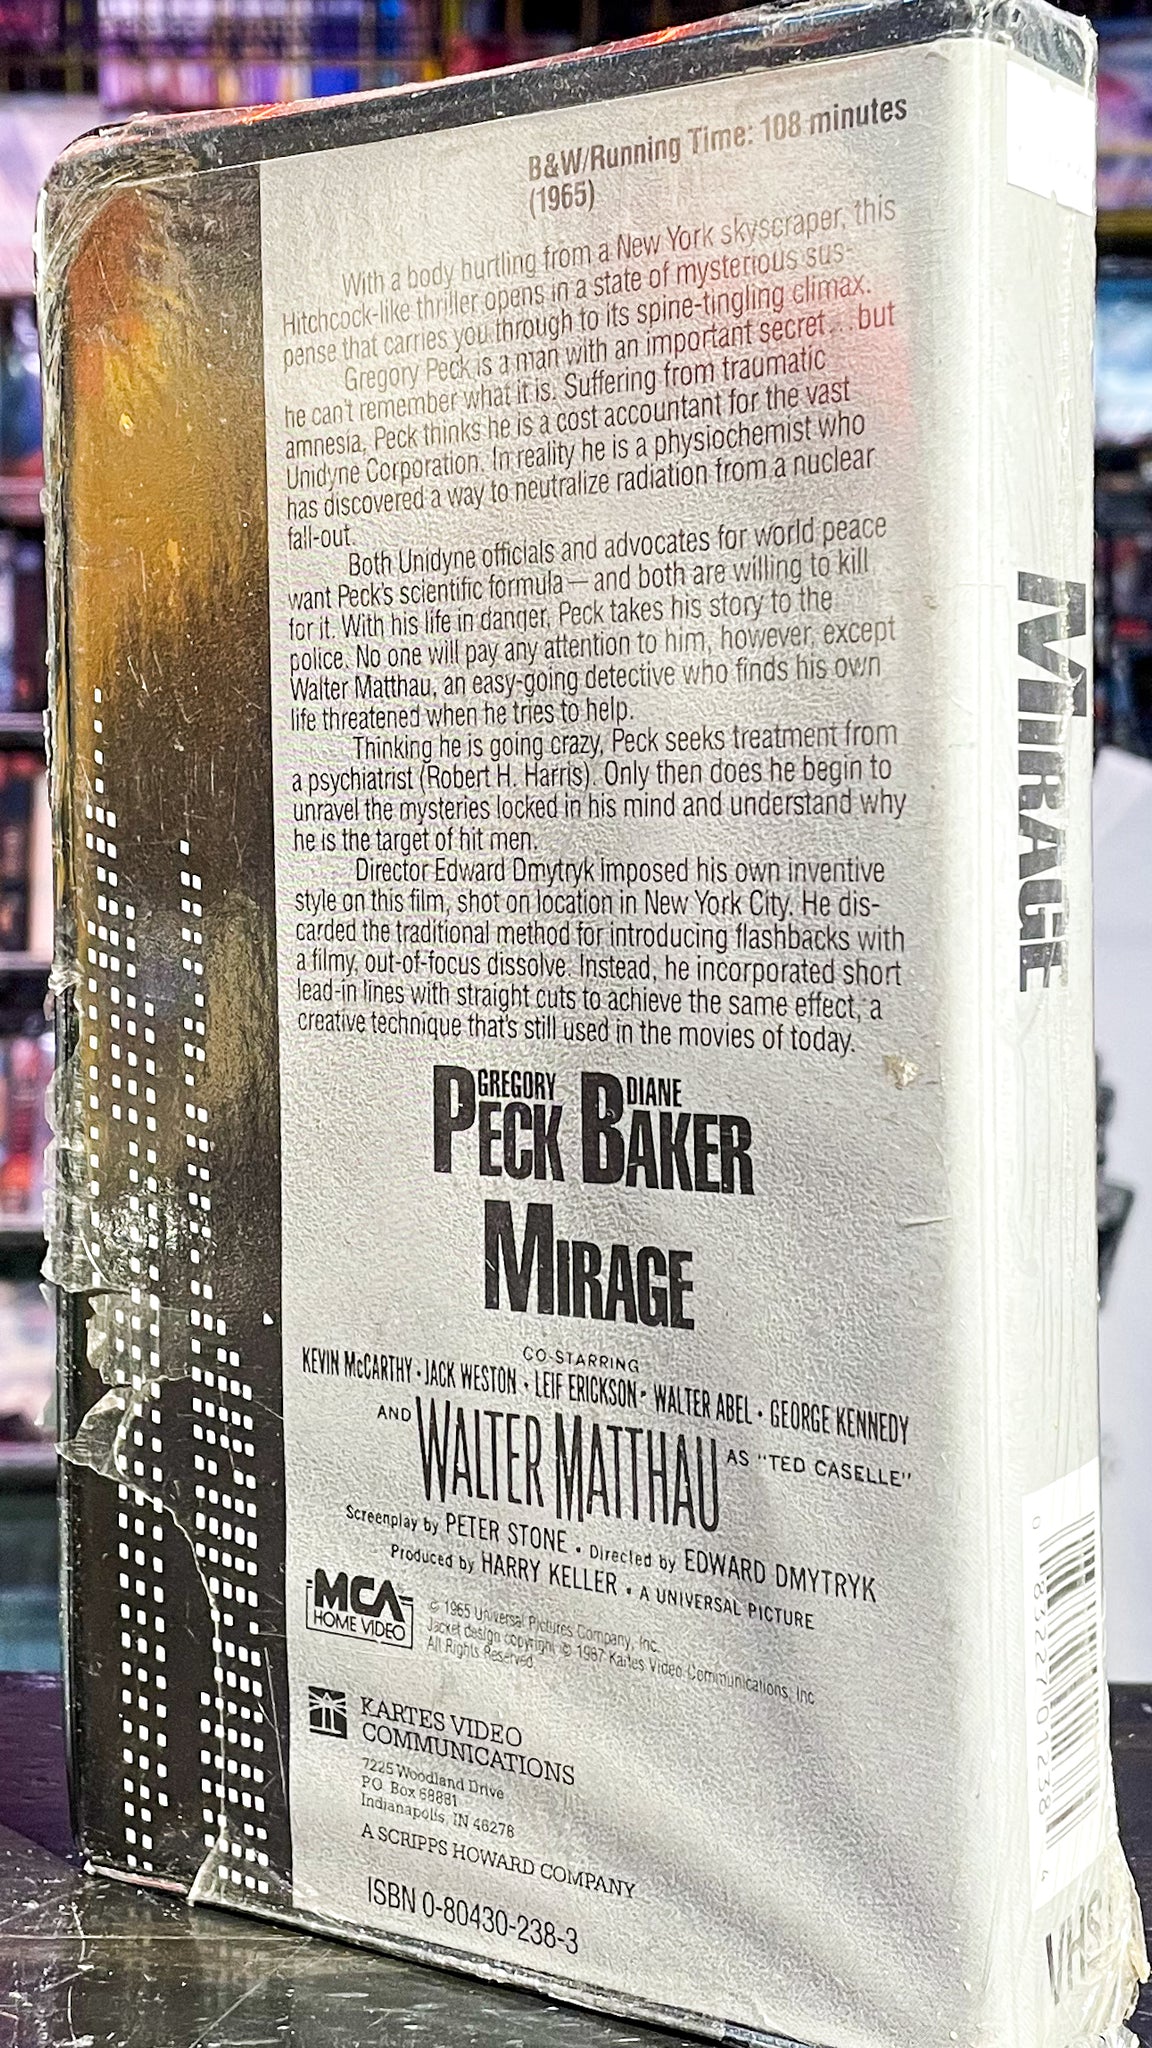 B&W/Running Time: 108 minutes
(1965)
With a body hurtling from a New York skyscraper, this
Hitchcock-like thriller opens in a state of mysterious sus-
pense that carries you through to its spine-tingling climax.
Gregory Peck is a man with an important secret...but
he can't remember what it is. Suffering from traumatic
amnesia, Peck thinks he is a cost accountant for the vast
Unidyne Corporation. In reality he is a physiochemist who
has discovered a way to neutralize radiation from a nuclear
fall-out.
Both Unidyne officials and advocates for world peace
want Peck's scientific formula — and both are willing to kill
for it. With his life in danger, Peck takes his story to the
police. No one will pay any attention to him, however, except
Walter Matthau, an easy-going detective who finds his own
life threatened when he tries to help.
Thinking he is going crazy, Peck seeks treatment from
a psychiatrist (Robert H. Harris). Only then does he begin to
unravel the mysteries locked in his mind and understand why
he is the target of hit men.
Director Edward Dmytryk imposed his own inventive
style on this film, shot on location in New York City. He dis-
carded the traditional method for introducing flashbacks with
a filmy, out-of-focus dissolve. Instead, he incorporated short
lead-in lines with straight cuts to achieve the same effect, a
creative technique that's still used in the movies of today.
GREGORY PECK DIANE BAKER
MIRAGE
CO-STARRING
KEVIN McCARTHY • JACK WESTON • LEIF ERICKSON • WALTER ABEL • GEORGE KENNEDY
AND WALTER MATTHAU AS "TED CASELLE"
Screenplay by PETER STONE • Directed by EDWARD DMYTRYK
Produced by HARRY KELLER • A UNIVERSAL PICTURE
MCA
HOME VIDEO
© 1965 Universal Pictures Company, Inc.
Jacket design copyright © 1987 Kartes Video Communications, Inc
All Rights Reserved.
KARTES VIDEO
COMMUNICATIONS
7225 Woodland Drive
P.O. Box 68881
Indianapolis, IN 46278
A SCRIPPS HOWARD COMPANY
ISBN 0-80430-238-3
MIRAGE
0 83227 01238 4
VHS